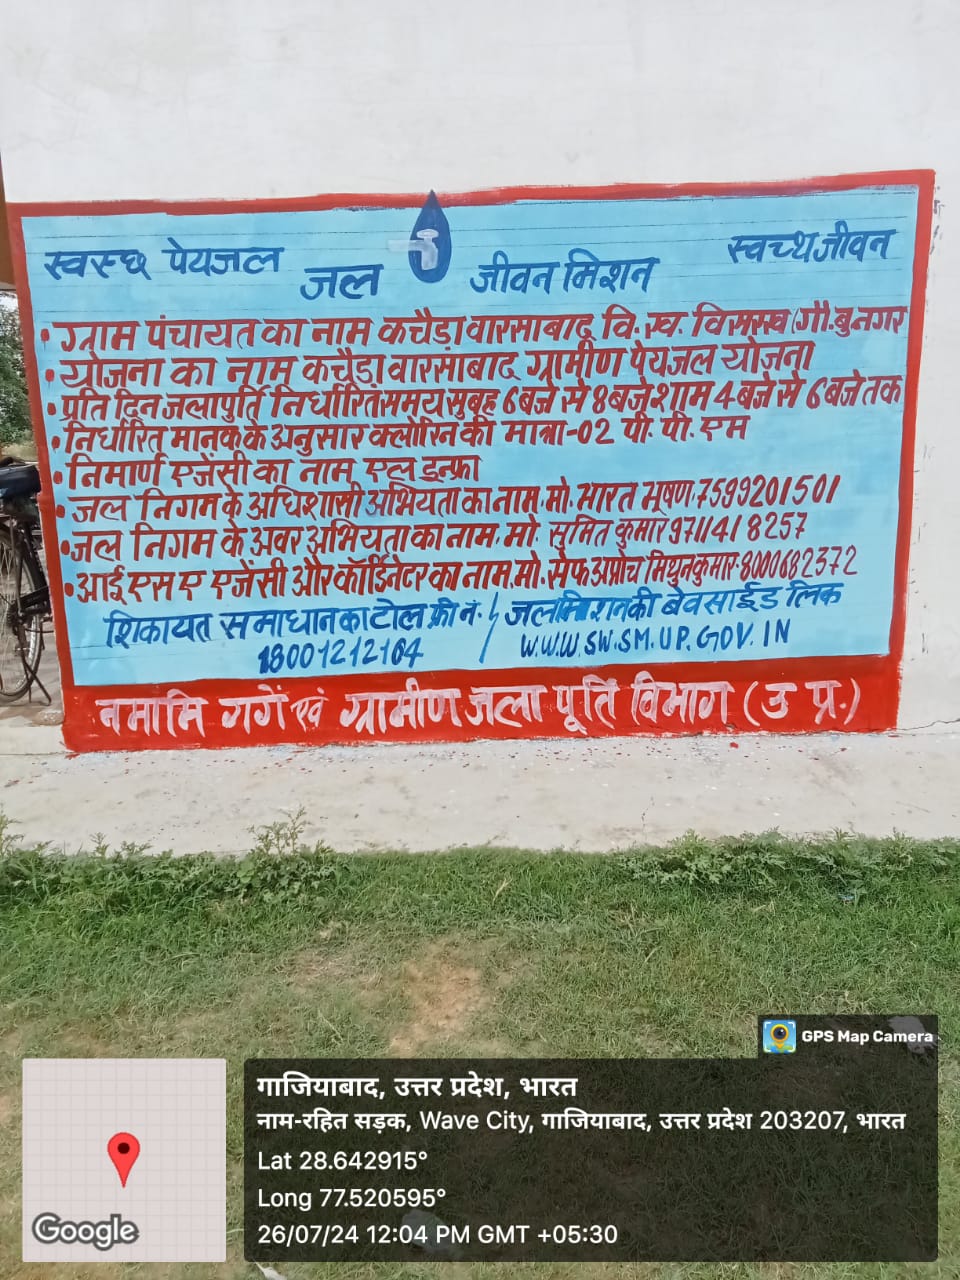 स्वस्छ पेयजल
जल जीवन मिशन
स्वच्थ जीवन
• ग्राम पंचायत का नाम कचैड़ा वारसाबाद वि. ख. विसरख (गौ. बु नगर
• योजना का नाम कचैड़ा वारसाबाद ग्रामीण पेयजल योजना
• प्रति दिन जलापुर्ति निर्धारित समय सुबह 6 बजे से 8 बजे शाम 4 बजे से 6 बजे तक
• निर्धारित मानक के अनुसार क्लोरिन की मात्रा-02 पी. पी. एम
• निमार्ण एजेंसी का नाम एल इन्फ्रा
• जल निगम के अधिशासी अभियता का नाम, मो. भारत भूषण, 7599201501
• जल निगम के अवर अभियता का नाम, मो. सुमित कुमार 9711418257
• आई एस ए एजेंसी और कॉर्डिनेटर का नाम, मो. सेफ अप्रोच मिथुन कुमार-8000682372
शिकायत समाधान का टोल फ्री न. / जल मिशन की बेवसाईड लिंक
18001212164 W.W.W.SW.SM.UP.GOV.IN
नमामि गगें एवं ग्रामीण जला पूर्ति विभाग (उ प्र.)
GPS Map Camera
गाजियाबाद, उत्तर प्रदेश, भारत
नाम-रहित सड़क, Wave City, गाजियाबाद, उत्तर प्रदेश 203207, भारत
Lat 28.642915°
Long 77.520595°
26/07/24 12:04 PM GMT +05:30
Google